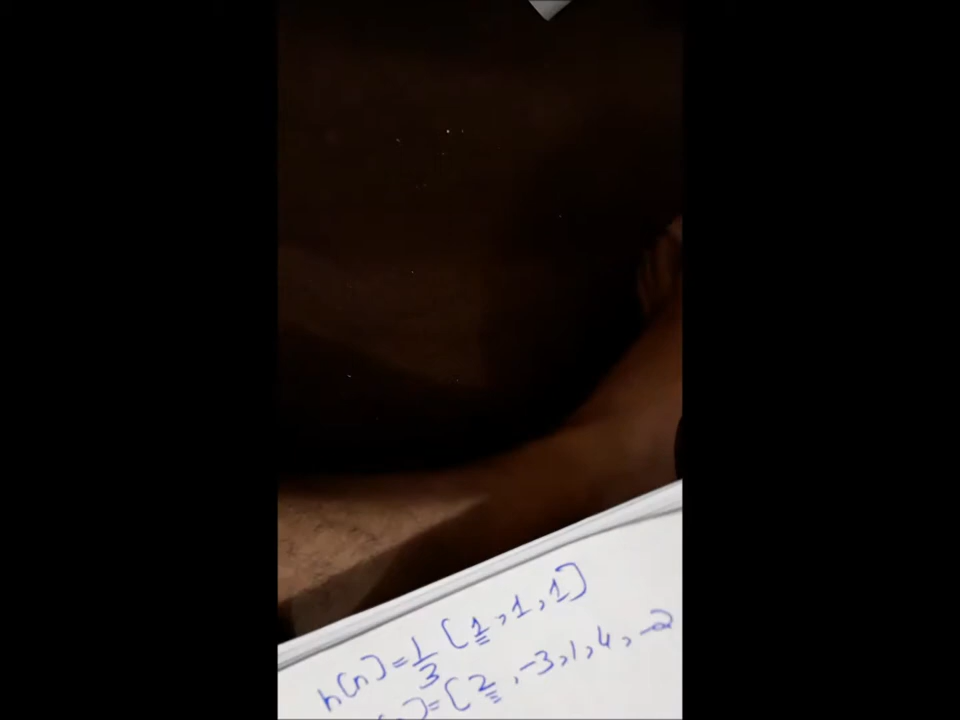 h[n] = 1/3 [1, 1, 1]
] = [2, -3, 1, 4, -2